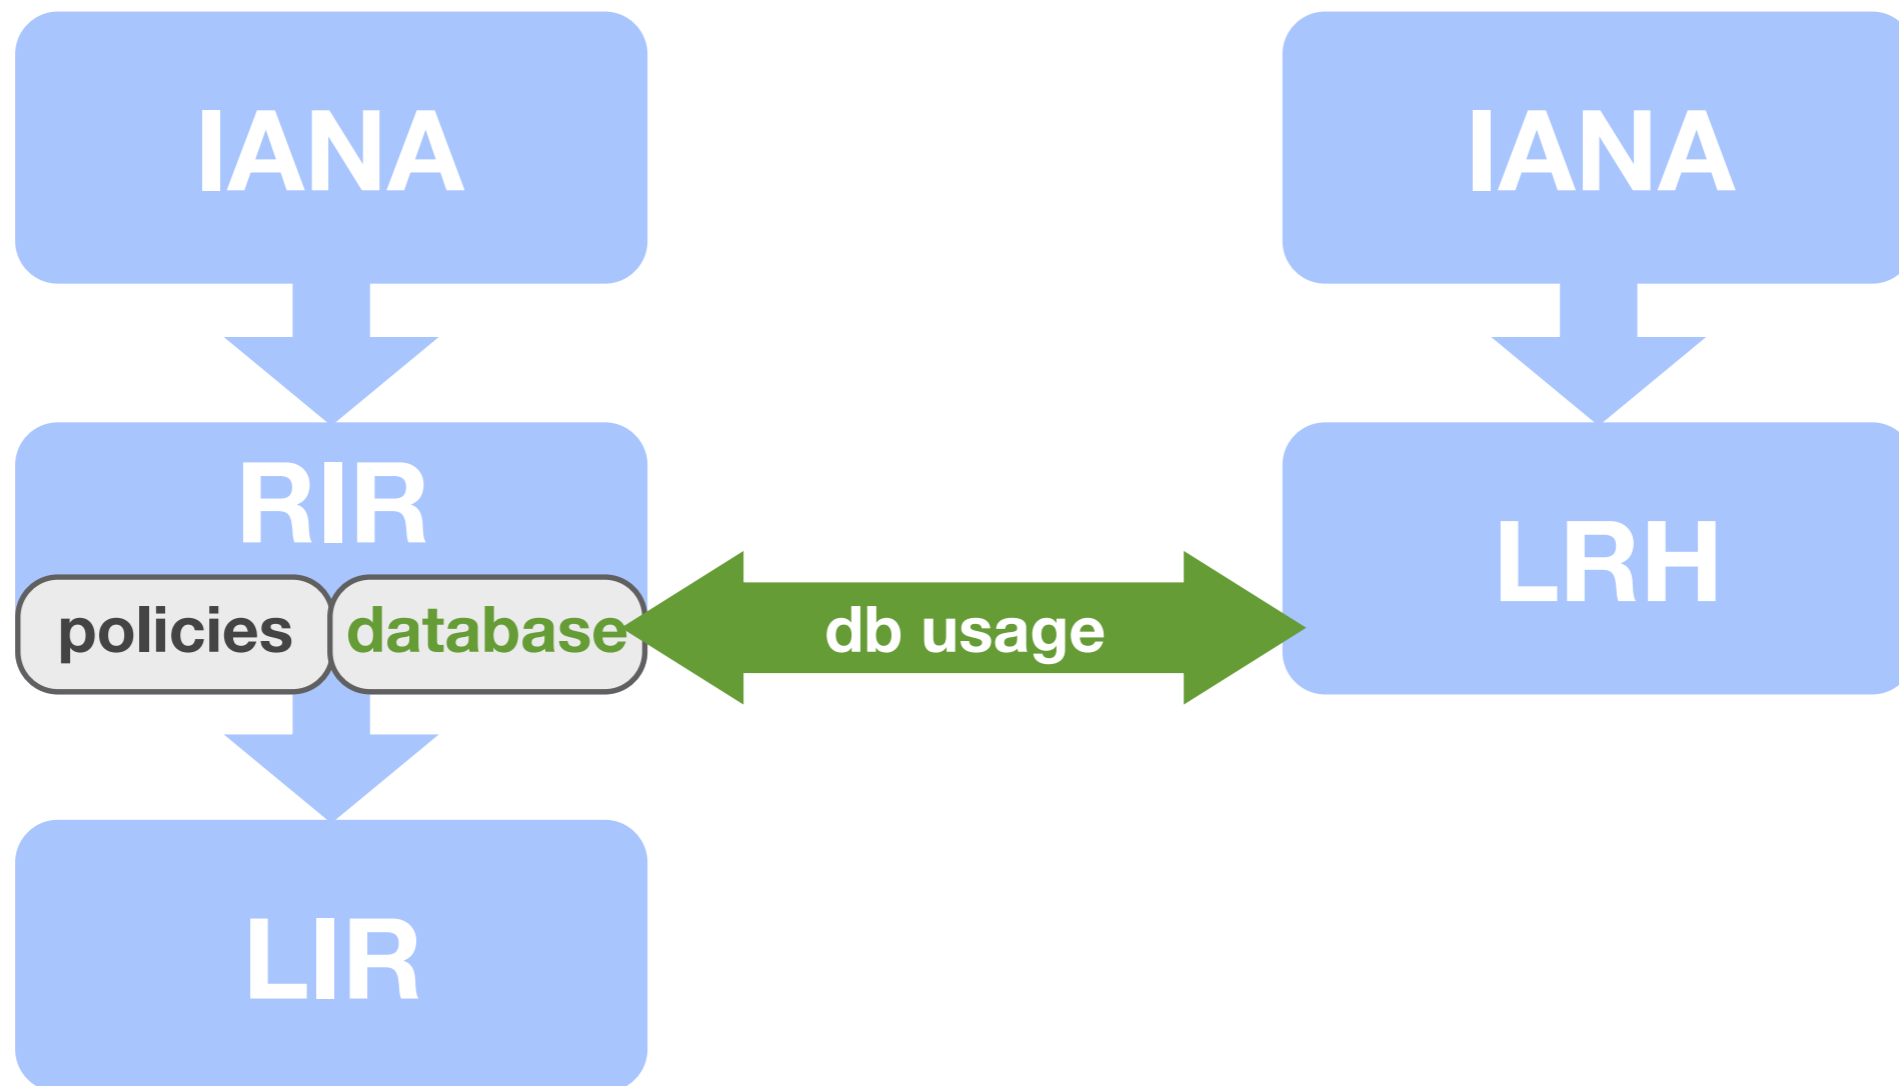 IANA
IANA
RIR
LRH
policies
database
db usage
LIR